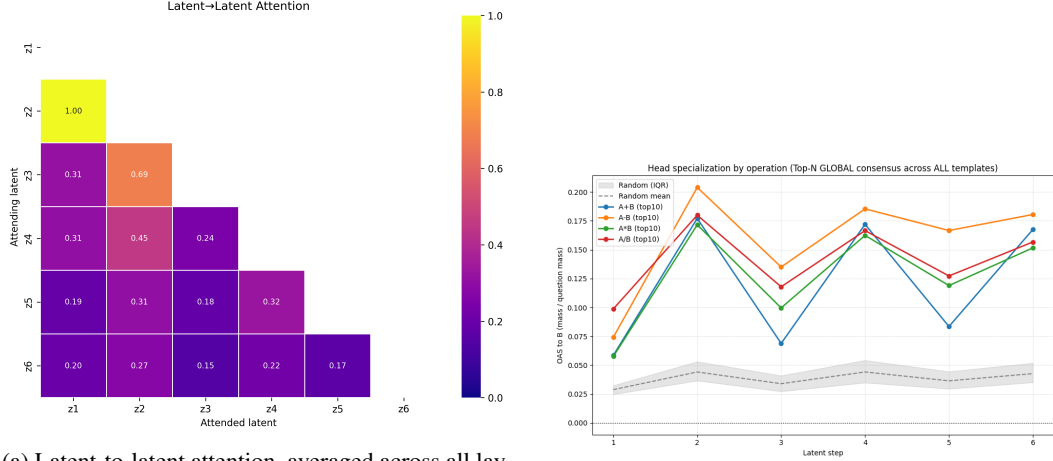 Latent→Latent Attention
z1
z2
1.00
z3
0.31
0.69
z4
0.31
0.45
0.24
z5
0.19
0.31
0.18
0.32
z6
0.20
0.27
0.15
0.22
0.17
z1
z2
z3
z4
z5
z6
Attending latent
Attended latent
1.0
0.8
0.6
0.4
0.2
0.0
Head specialization by operation (Top-N GLOBAL consensus across ALL templates)
Random (IQR)
Random mean
A+B (top10)
A-B (top10)
A*B (top10)
A/B (top10)
0.200
0.175
0.150
0.125
0.100
0.075
0.050
0.025
0.000
OAS to B (mass / question mass)
1
2
3
4
5
6
Latent step
(a) Latent-to-latent attention, averaged across all lay-